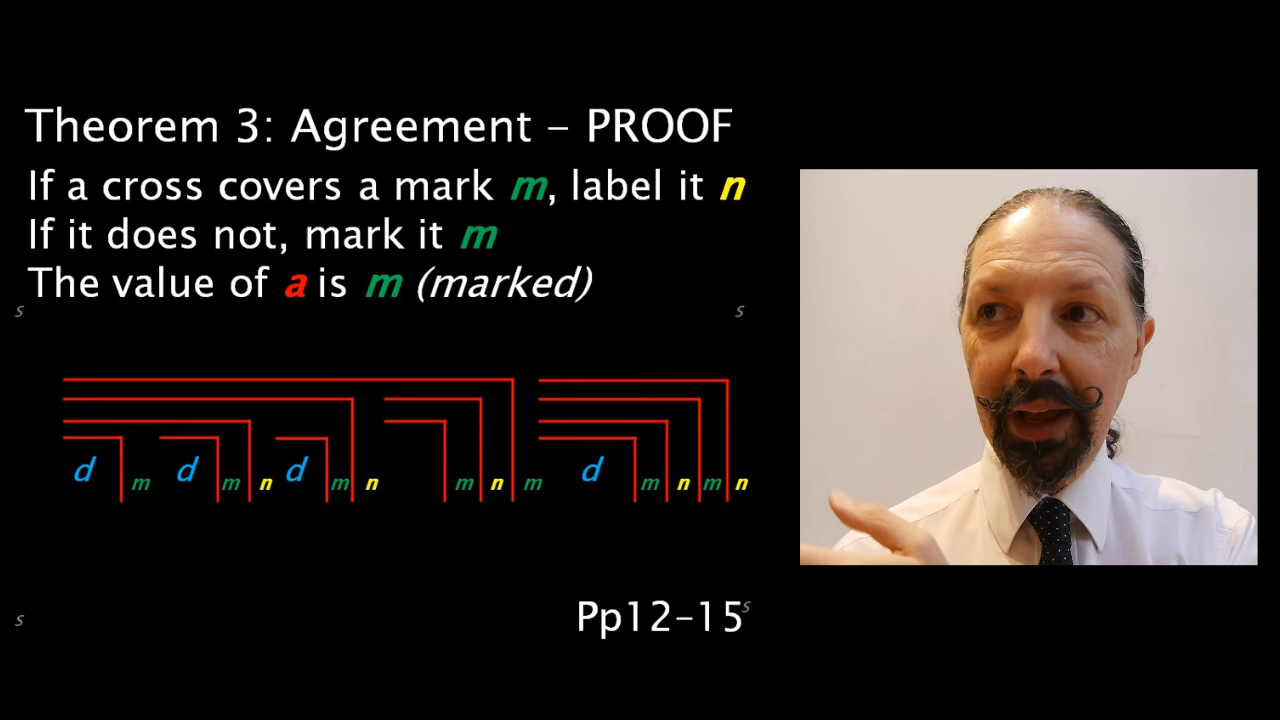 Theorem 3: Agreement – PROOF
If a cross covers a mark m, label it n
If it does not, mark it m
The value of a is m (marked)
s s
d m d m n d m n m n m d m n m n
s Pp12-15 s